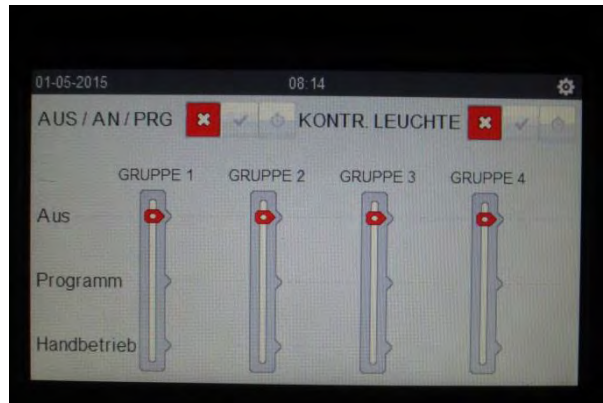 01-05-2015 08:14
AUS / AN / PRG KONTR. LEUCHTE
GRUPPE 1 GRUPPE 2 GRUPPE 3 GRUPPE 4
Aus
Programm
Handbetrieb